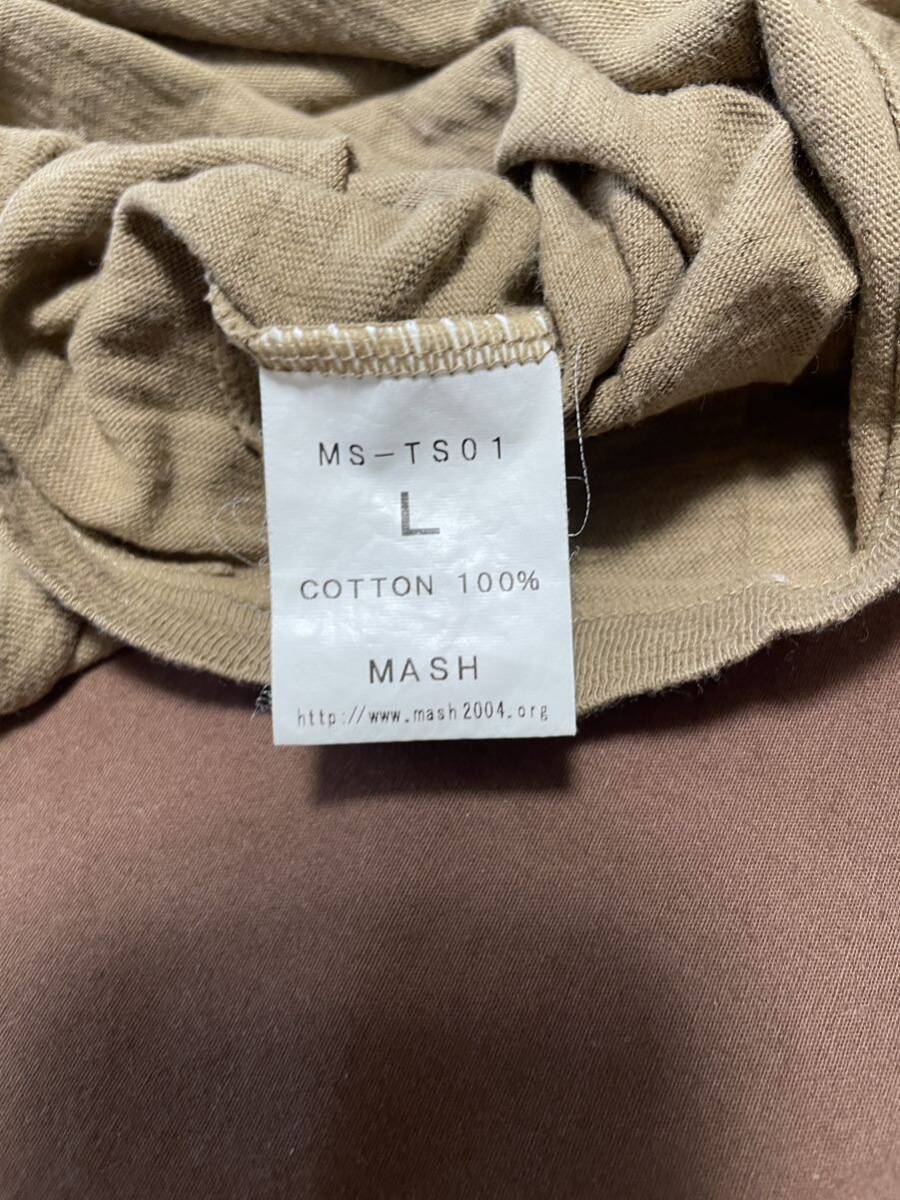 MS-TS01
L
COTTON 100%
MASH
http://www.mash2004.org